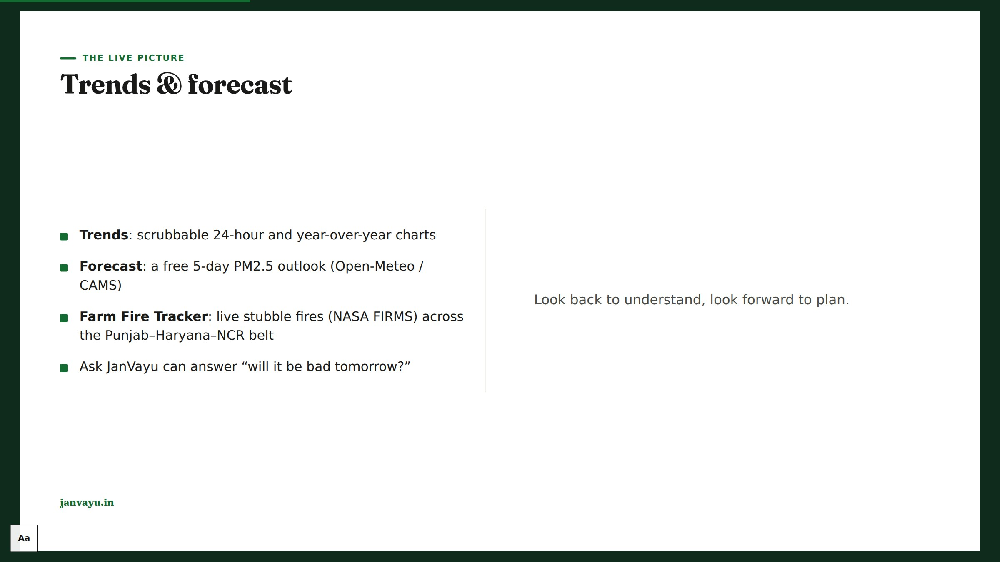 THE LIVE PICTURE
Trends & forecast
Trends: scrubbable 24-hour and year-over-year charts
Forecast: a free 5-day PM2.5 outlook (Open-Meteo /
CAMS)
Farm Fire Tracker: live stubble fires (NASA FIRMS) across
the Punjab–Haryana–NCR belt
Ask JanVayu can answer “will it be bad tomorrow?”
Look back to understand, look forward to plan.
janvayu.in
Aa